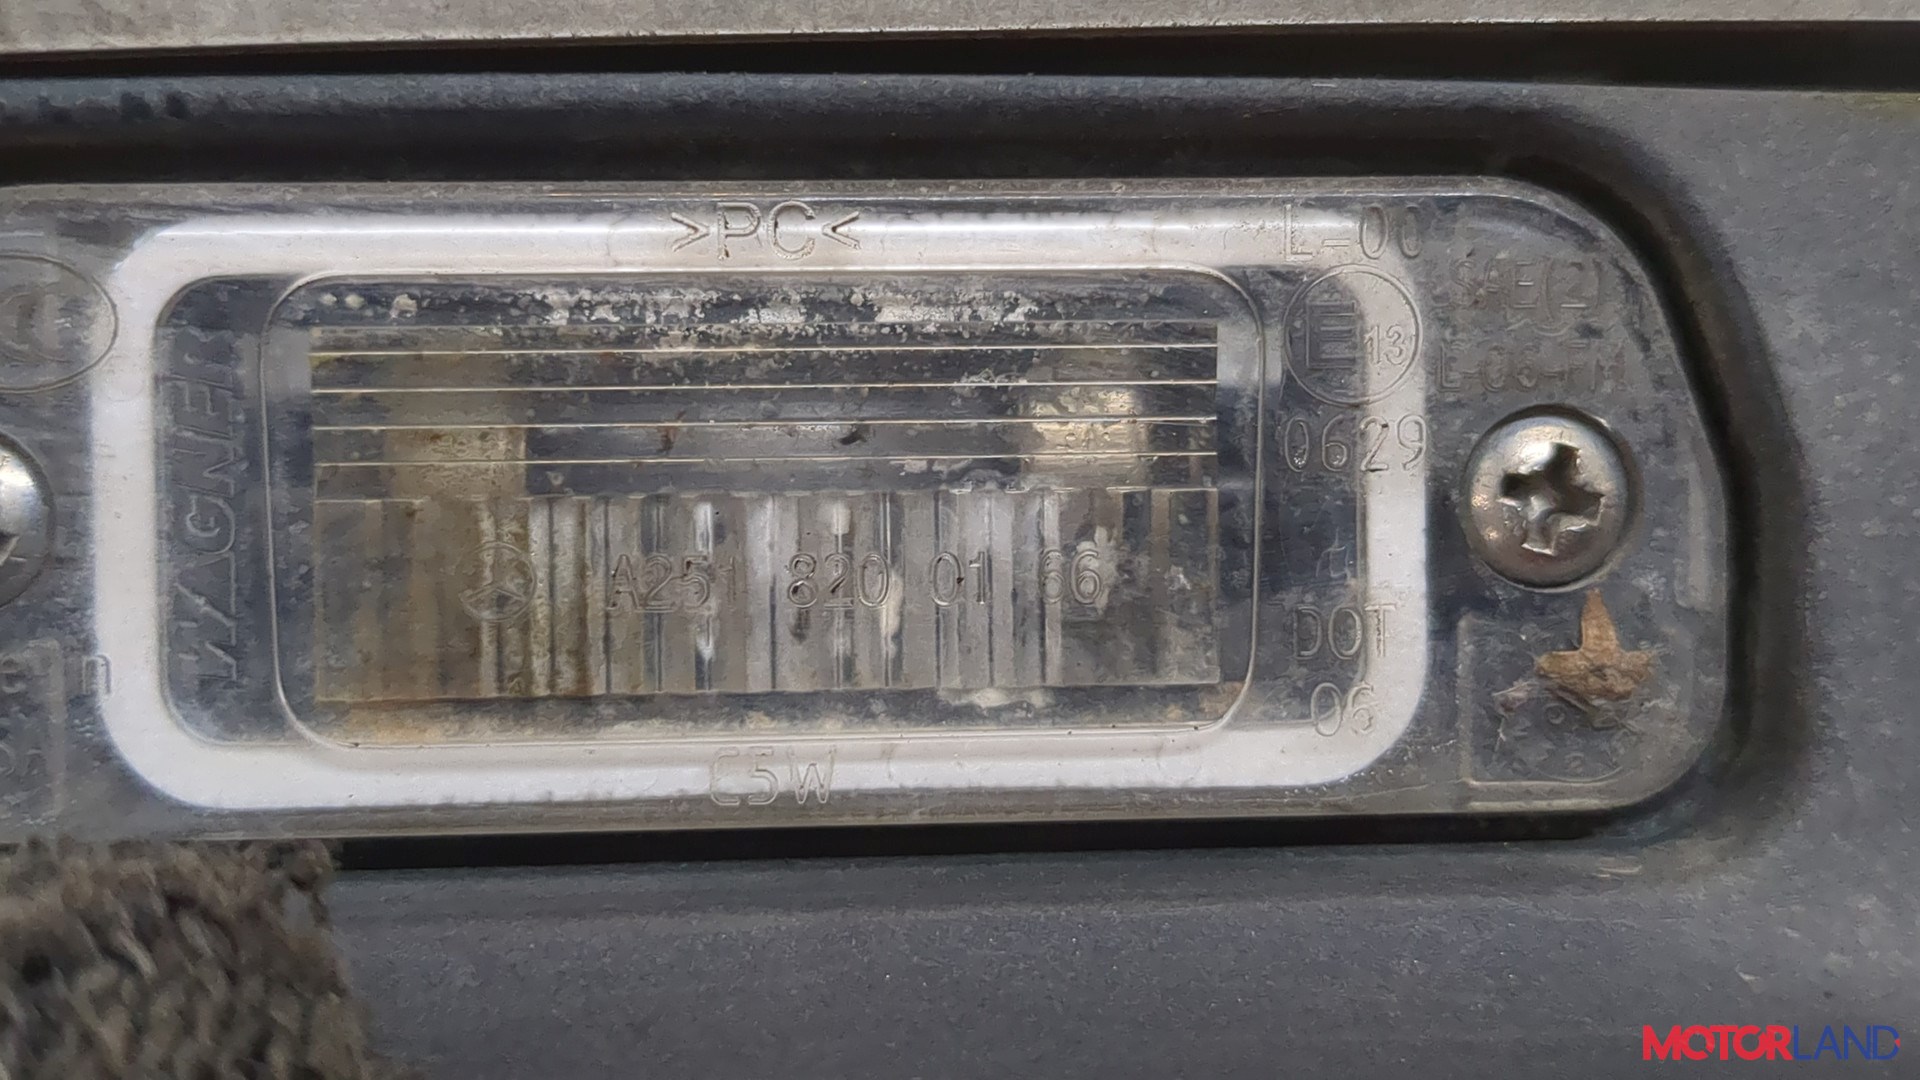 >PC<
L-00
SAE(2)
13
L-06-FM
0629
WAGNER
A251 820 01 66
DOT
06
C5W
MOTORLAND